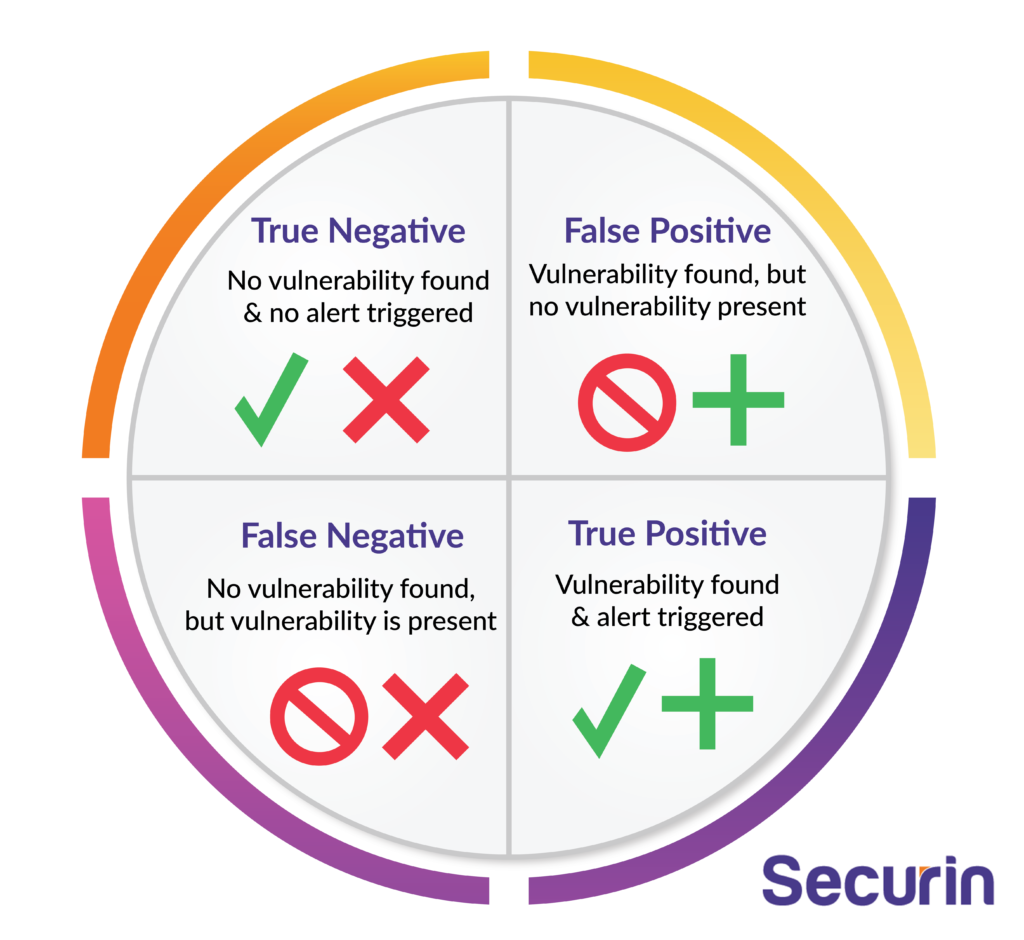 True Negative
No vulnerability found
& no alert triggered
False Positive
Vulnerability found, but
no vulnerability present
False Negative
No vulnerability found,
but vulnerability is present
True Positive
Vulnerability found
& alert triggered
Securin